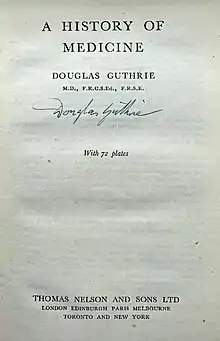 A HISTORY OF
MEDICINE
DOUGLAS GUTHRIE
M.D., F.R.C.S.Ed., F.R.S.E.
Douglas Guthrie
With 72 plates
THOMAS NELSON AND SONS LTD
LONDON EDINBURGH PARIS MELBOURNE
TORONTO AND NEW YORK